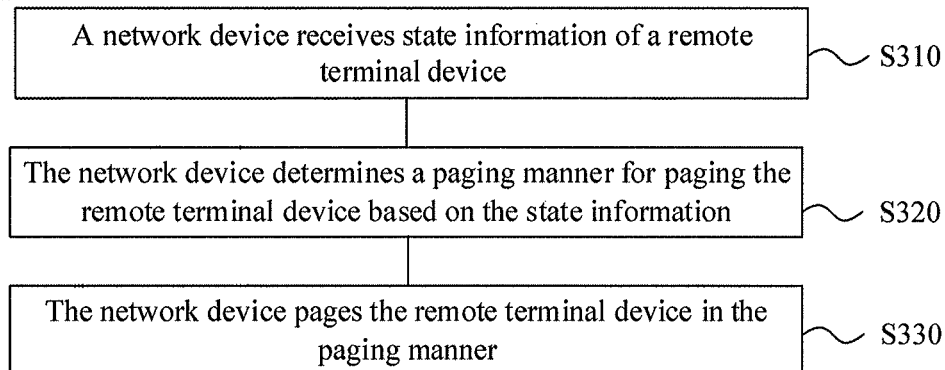 A network device receives state information of a remote
terminal device
S310
The network device determines a paging manner for paging the
remote terminal device based on the state information
S320
The network device pages the remote terminal device in the
paging manner
S330